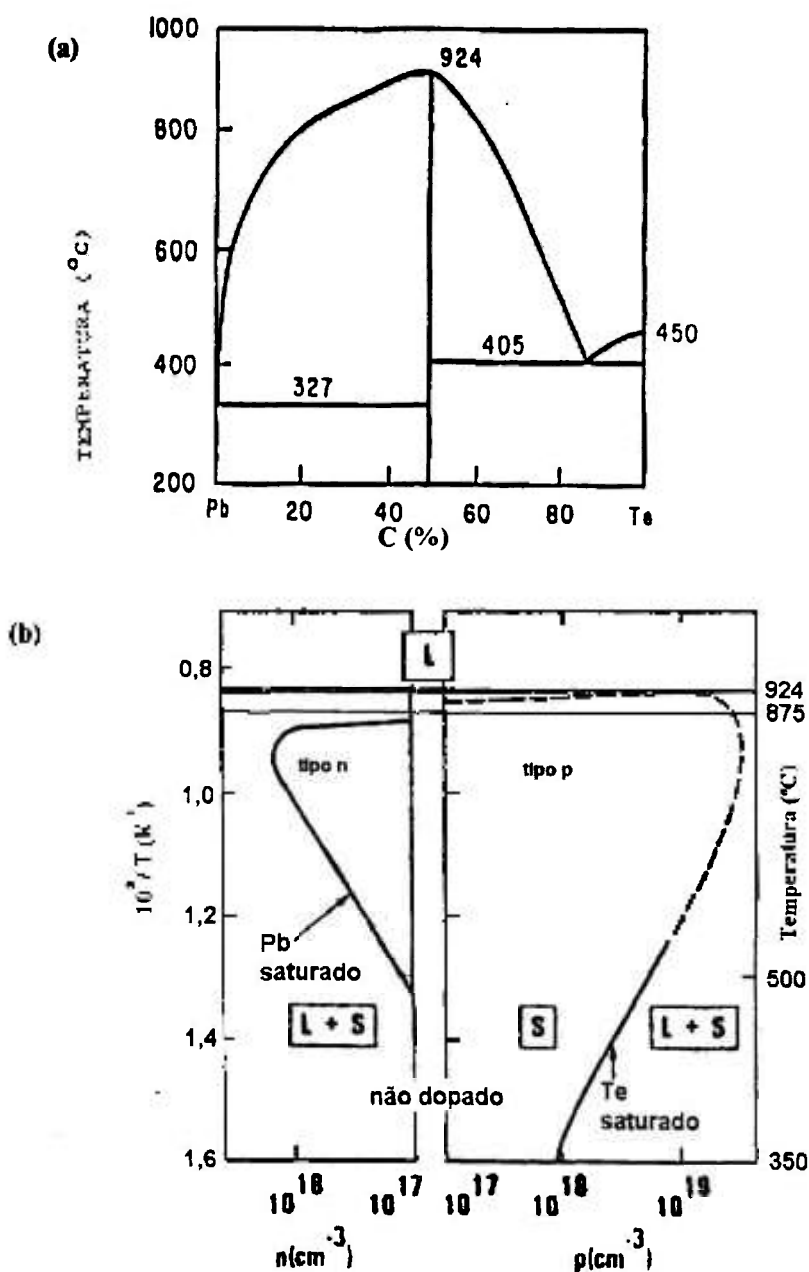 (a)
1000
924
800
600
400
200
TEMPERATURA (°C)
450
405
327
Pb 20 40 60 80 Te
C (%)
(b)
L
0,8
924
875
tipo n
tipo p
1,0
1,2
Pb
saturado
500
L + S
S
L + S
1,4
não dopado
Te
saturado
1,6
350
10³/T(K⁻¹)
Temperatura (°C)
10¹⁸ 10¹⁷ 10¹⁷ 10¹⁸ 10¹⁹
n(cm⁻³) p(cm⁻³)